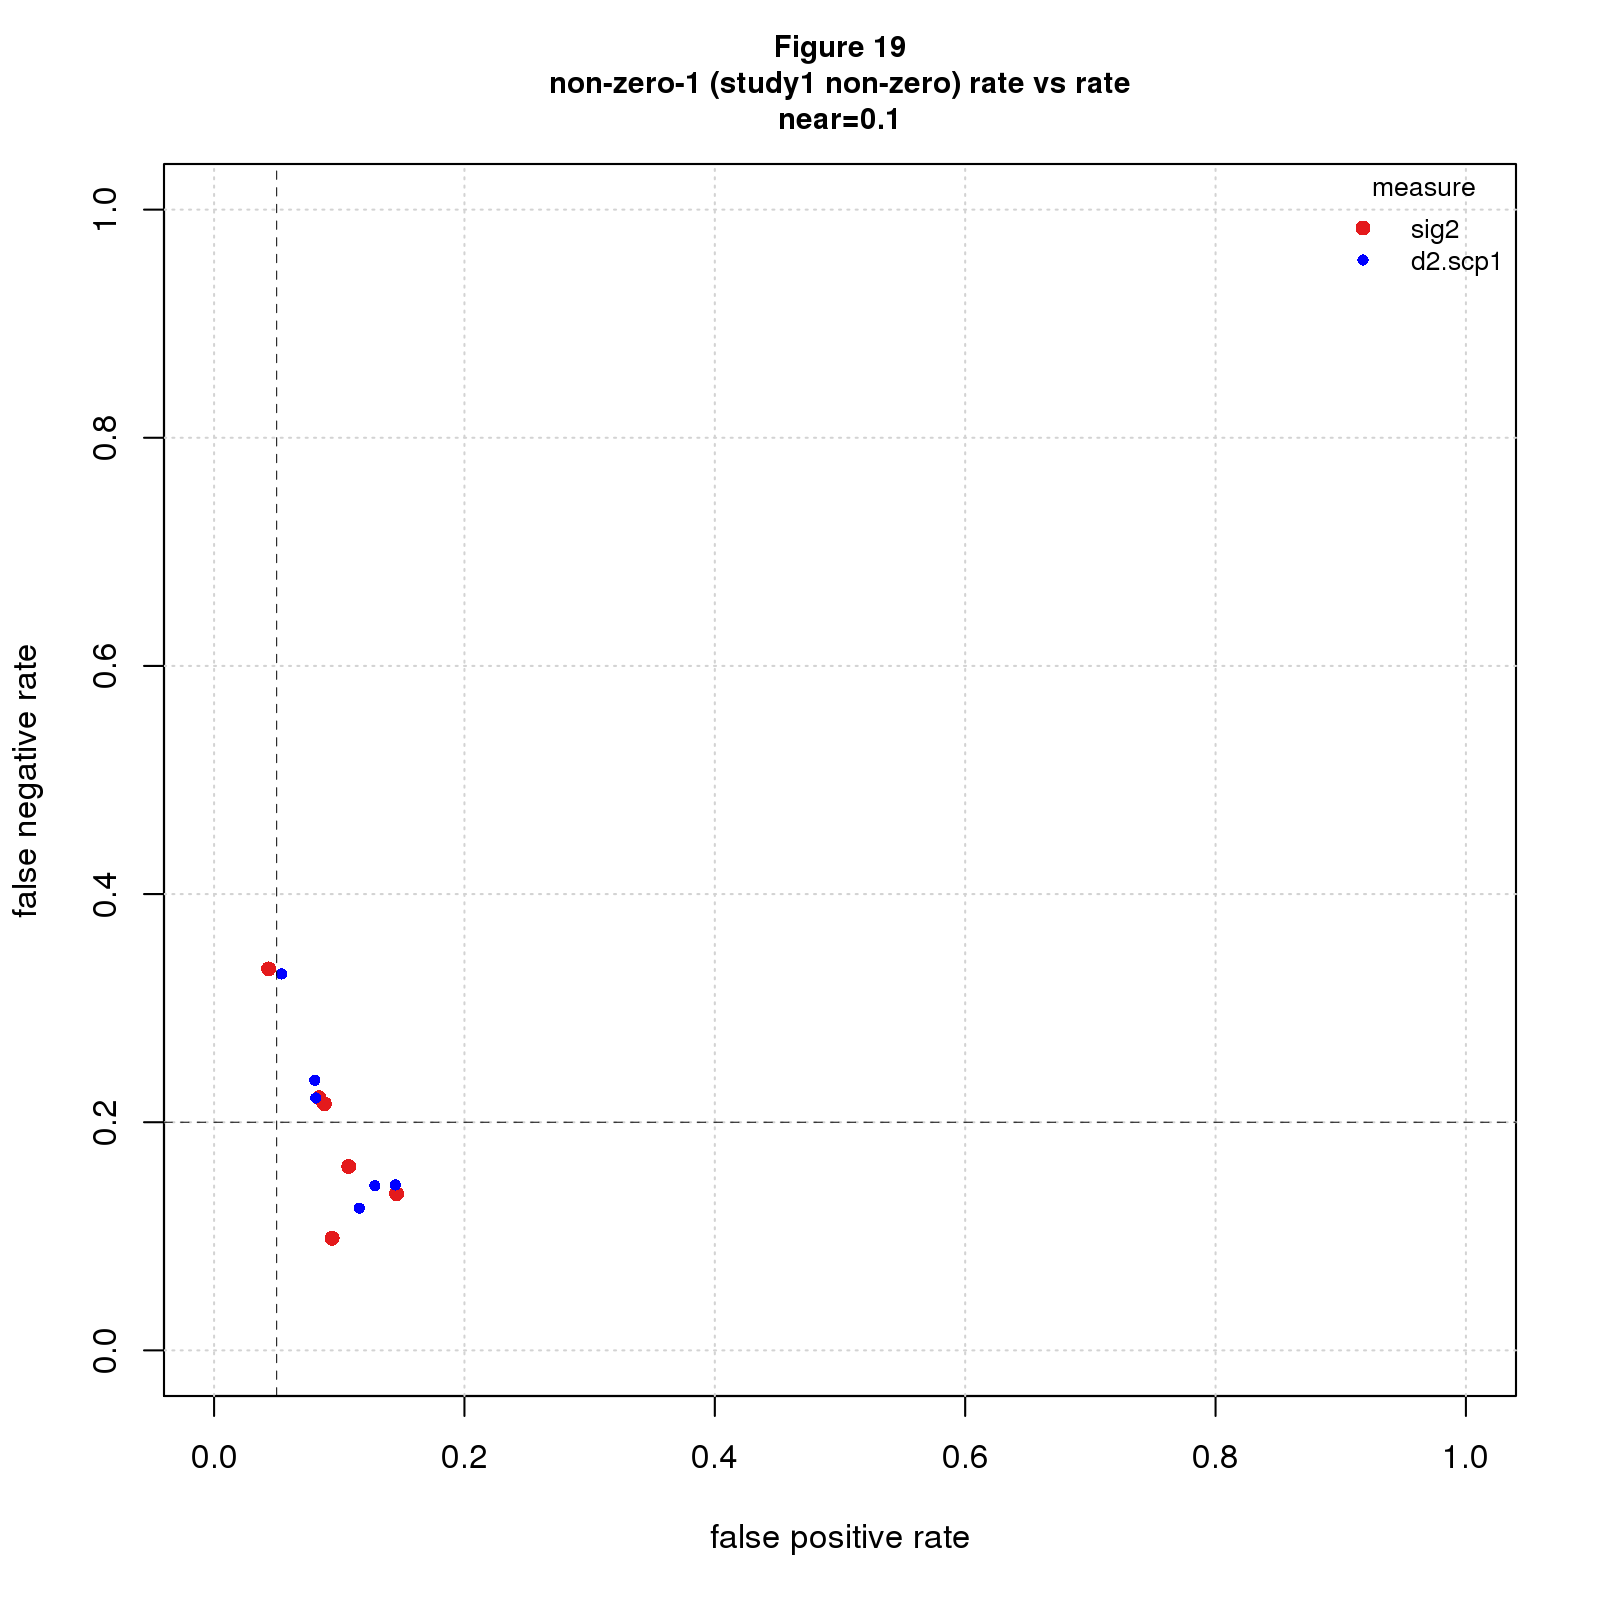 Figure 19
non-zero-1 (study1 non-zero) rate vs rate
near=0.1
measure
sig2
d2.scp1
1.0
0.8
0.6
0.4
0.2
0.0
false negative rate
0.0 0.2 0.4 0.6 0.8 1.0
false positive rate